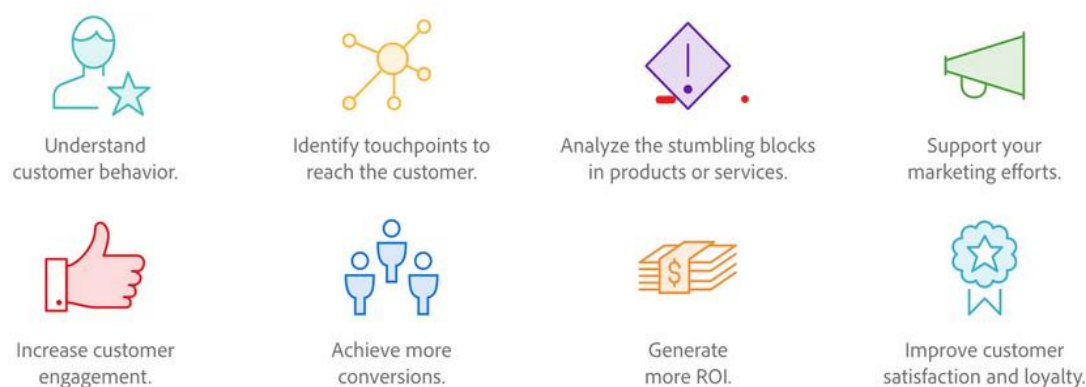 Understand
customer behavior.
Identify touchpoints to
reach the customer.
Analyze the stumbling blocks
in products or services.
Support your
marketing efforts.
Increase customer
engagement.
Achieve more
conversions.
$
Generate
more ROI.
Improve customer
satisfaction and loyalty.